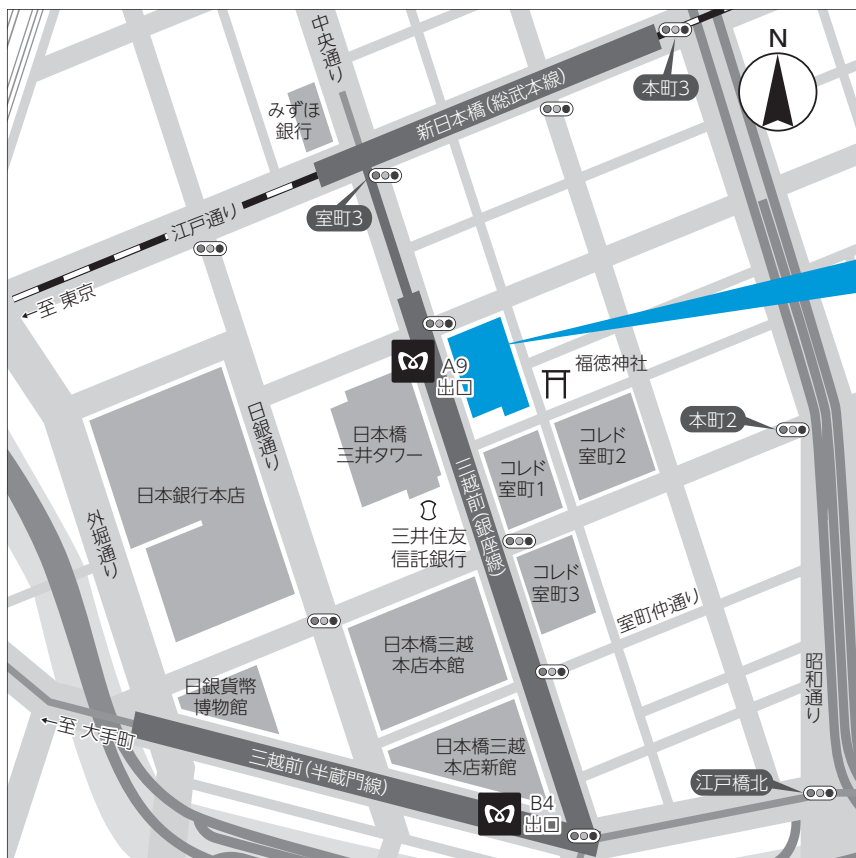 中央通り
本町3
N
みずほ
銀行
新日本橋(総武本線)
室町3
江戸通り
←至 東京
A9
出口
福徳神社
日銀通り
日本橋
三井タワー
コレド
室町1
コレド
室町2
本町2
日本銀行本店
三越前(銀座線)
外堀通り
三井住友
信託銀行
コレド
室町3
室町仲通り
日本橋三越
本店本館
昭和通り
日銀貨幣
博物館
←至 大手町
三越前(半蔵門線)
日本橋三越
本店新館
江戸橋北
B4
出口